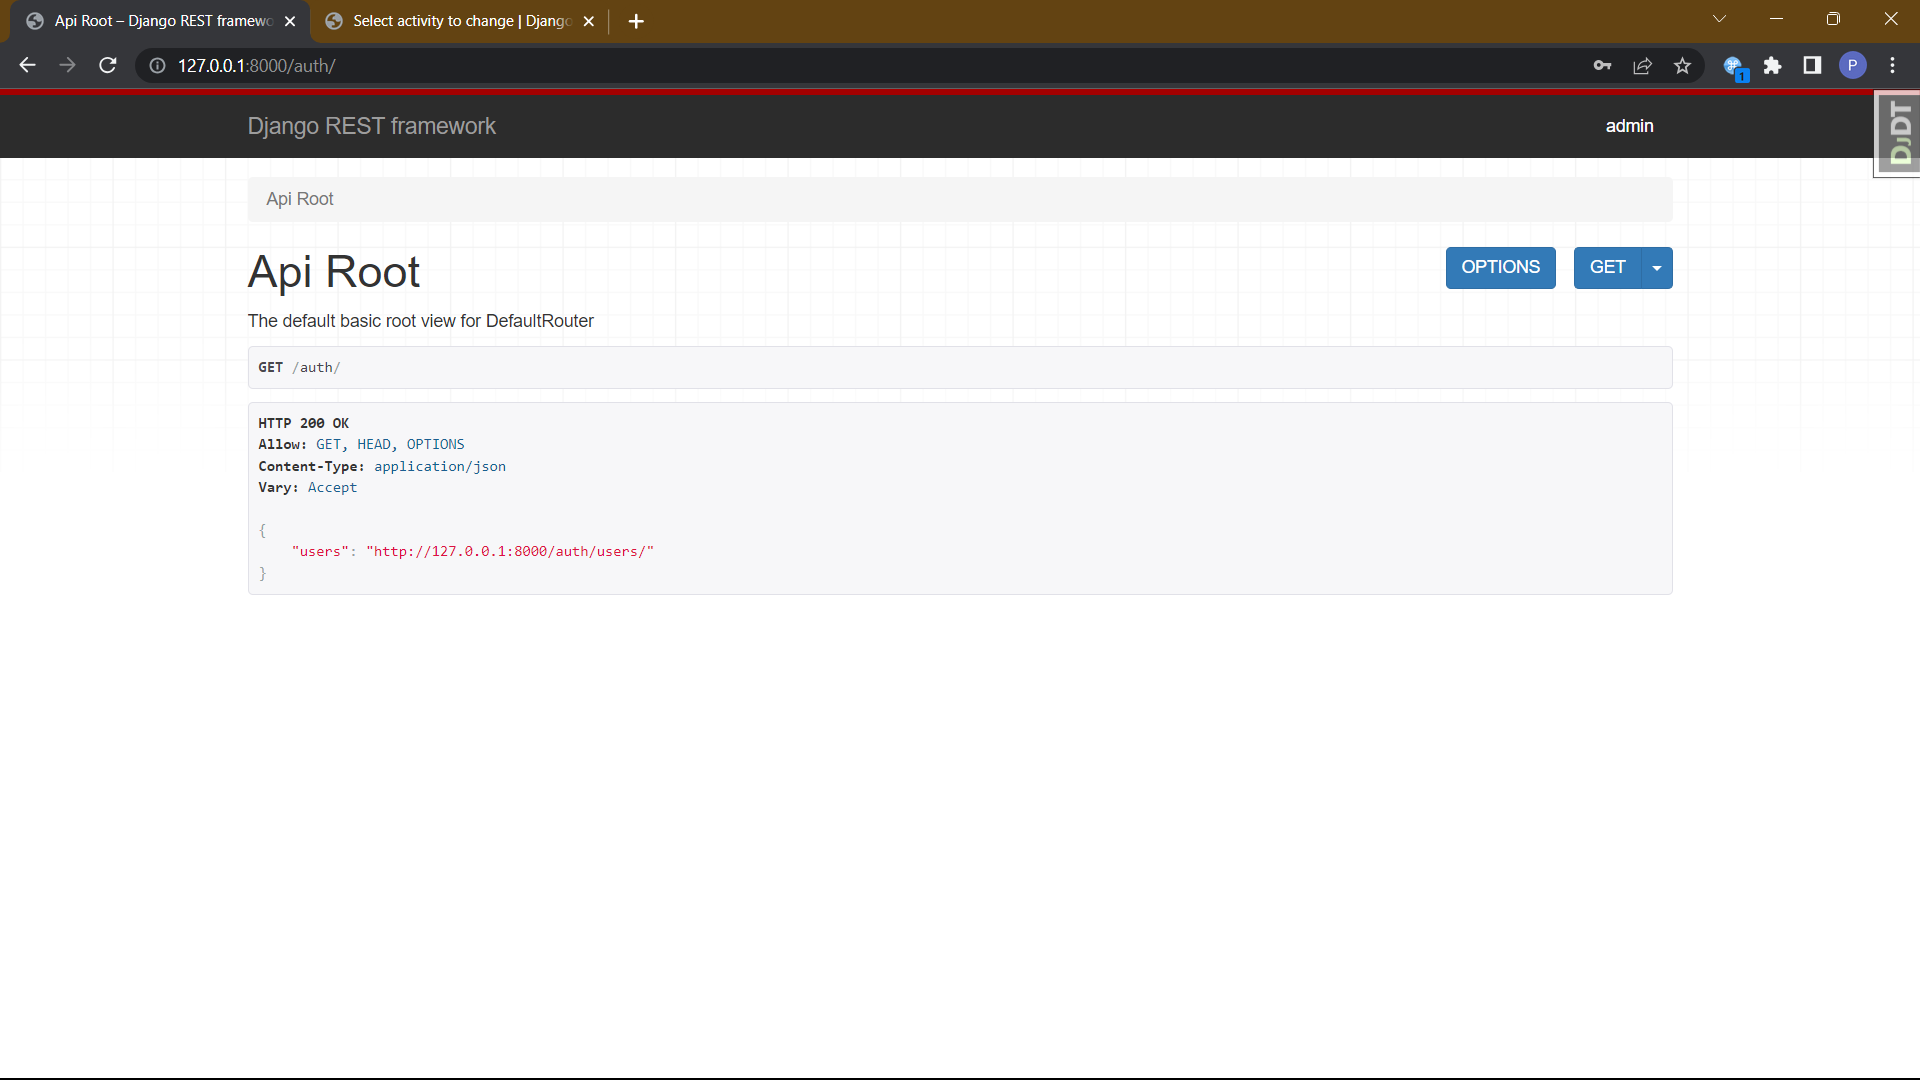 Api Root – Django REST framewo
Select activity to change | Django
127.0.0.1:8000/auth/
1
P
Django REST framework
admin
DJDT
Api Root
Api Root
OPTIONS
GET
The default basic root view for DefaultRouter
GET /auth/
HTTP 200 OK
Allow: GET, HEAD, OPTIONS
Content-Type: application/json
Vary: Accept
{
"users": "http://127.0.0.1:8000/auth/users/"
}